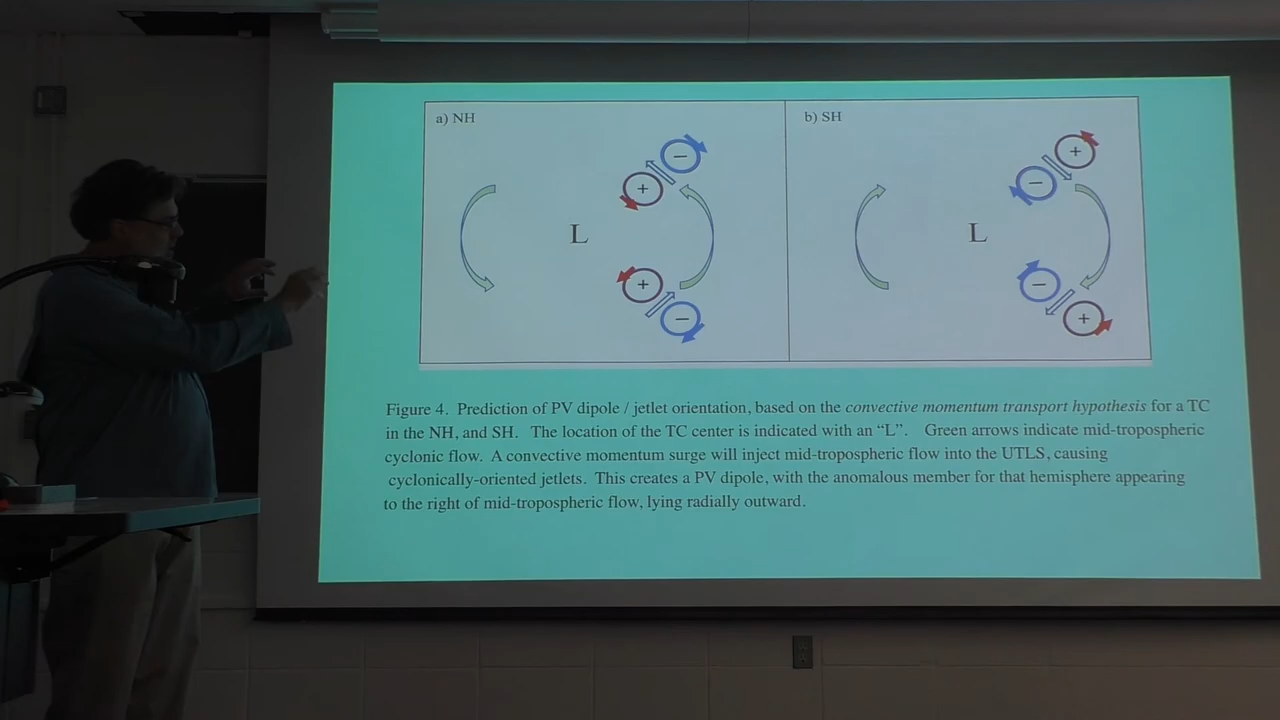 a) NH
b) SH
−
+
L
+
−
+
−
L
−
+
Figure 4. Prediction of PV dipole / jetlet orientation, based on the convective momentum transport hypothesis for a TC
in the NH, and SH. The location of the TC center is indicated with an “L”. Green arrows indicate mid-tropospheric
cyclonic flow. A convective momentum surge will inject mid-tropospheric flow into the UTLS, causing
cyclonically-oriented jetlets. This creates a PV dipole, with the anomalous member for that hemisphere appearing
to the right of mid-tropospheric flow, lying radially outward.